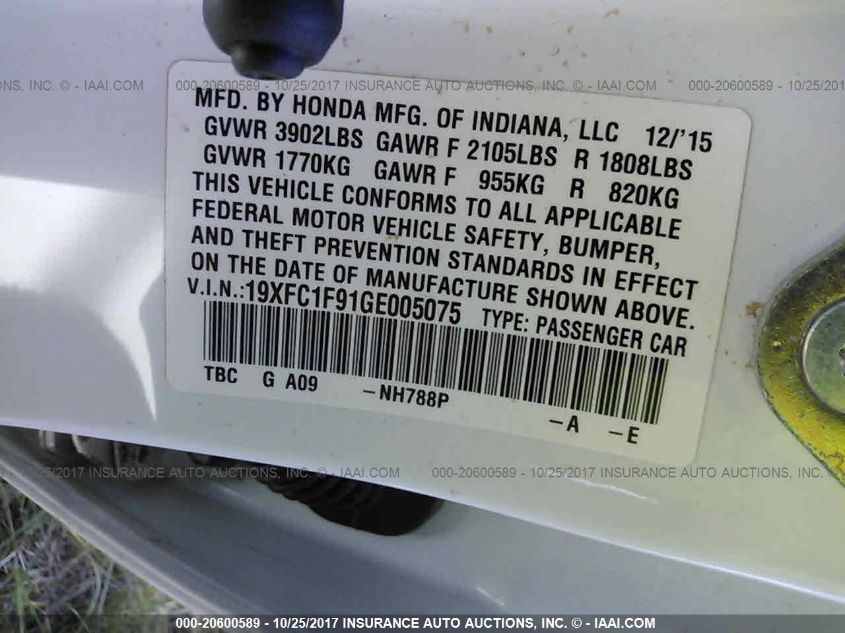 AUTO AUCTIONS, INC. © - IAAI.COM 000-20600589 - 10/25/2017 INSURANCE AUTO AUCTIONS, INC. © - IAAI.COM 000-20600589 - 10/25/2017 INSURANCE AUTO
MFD. BY HONDA MFG. OF INDIANA, LLC 12/'15
GVWR 3902LBS GAWR F 2105LBS R 1808LBS
GVWR 1770KG GAWR F 955KG R 820KG
THIS VEHICLE CONFORMS TO ALL APPLICABLE
FEDERAL MOTOR VEHICLE SAFETY, BUMPER,
AND THEFT PREVENTION STANDARDS IN EFFECT
ON THE DATE OF MANUFACTURE SHOWN ABOVE.
V.I.N.:19XFC1F91GE005075 TYPE: PASSENGER CAR
TBC G A09 -NH788P -A -E
10/25/2017 INSURANCE AUTO AUCTIONS, INC. © - IAAI.COM 000-20600589 - 10/25/2017 INSURANCE AUTO AUCTIONS, INC. ©
000-20600589 - 10/25/2017 INSURANCE AUTO AUCTIONS, INC. © - IAAI.COM